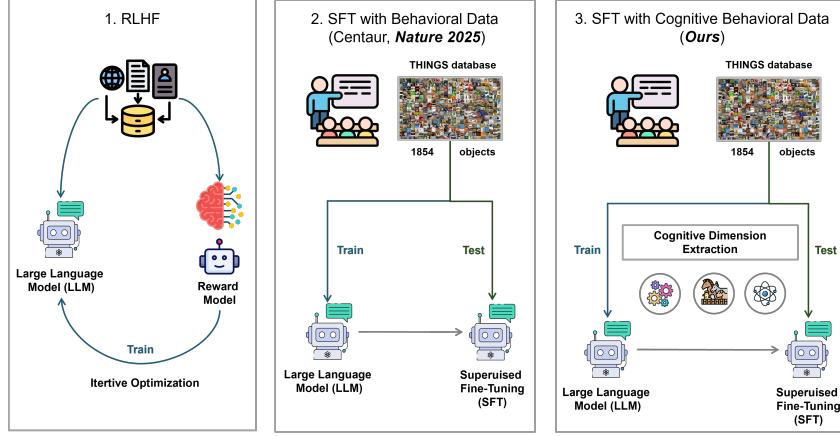 1. RLHF
Large Language
Model (LLM)
Reward
Model
Train
Itertive Optimization
2. SFT with Behavioral Data
(Centaur, Nature 2025)
THINGS database
1854 objects
Train
Test
Large Language
Model (LLM)
Superuised
Fine-Tuning
(SFT)
3. SFT with Cognitive Behavioral Data
(Ours)
THINGS database
1854 objects
Train
Cognitive Dimension
Extraction
Test
Large Language
Model (LLM)
Superuised
Fine-Tuning
(SFT)